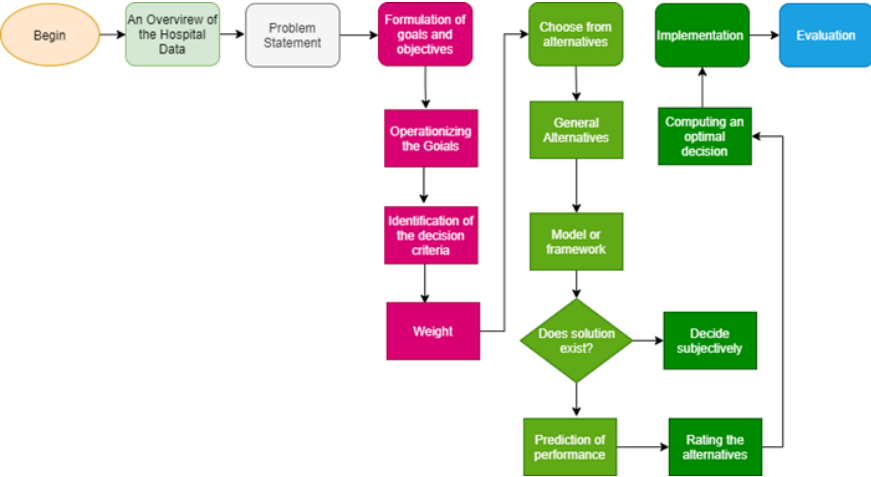 Begin
An Overivew of
the Hospital
Data
Problem
Statement
Formulation of
goals and
objectives
Operationizing
the Goials
Identification of
the decision
criteria
Weight
Choose from
alternatives
General
Alternatives
Model or
framework
Does solution
exist?
Decide
subjectively
Prediction of
performance
Rating the
alternatives
Computing an
optimal
decision
Implementation
Evaluation